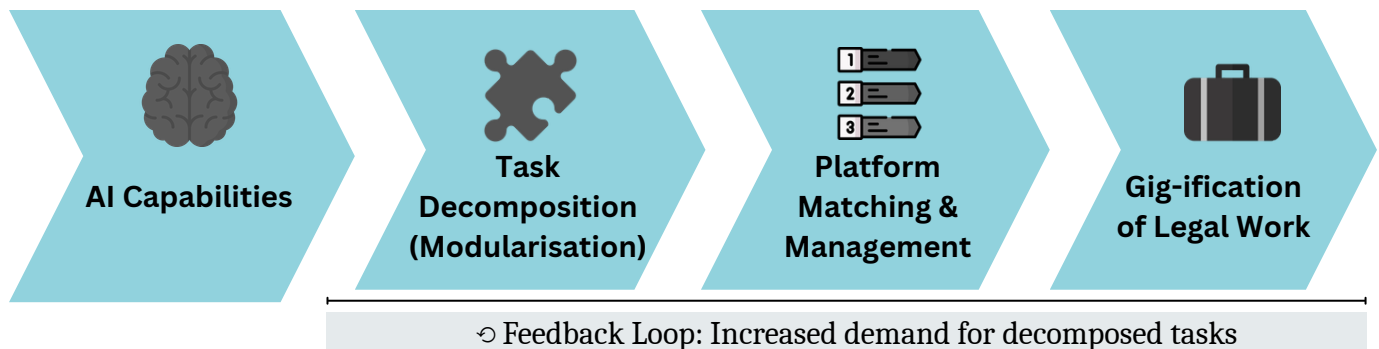 AI Capabilities
Task
Decomposition
(Modularisation)
1
2
3
Platform
Matching &
Management
Gig-ification
of Legal Work
⟲ Feedback Loop: Increased demand for decomposed tasks